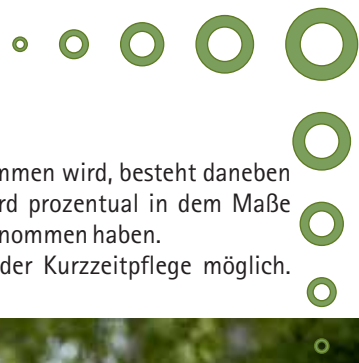 mmen wird, besteht daneben
rd prozentual in dem Maße
nommen haben.
der Kurzzeitpflege möglich.